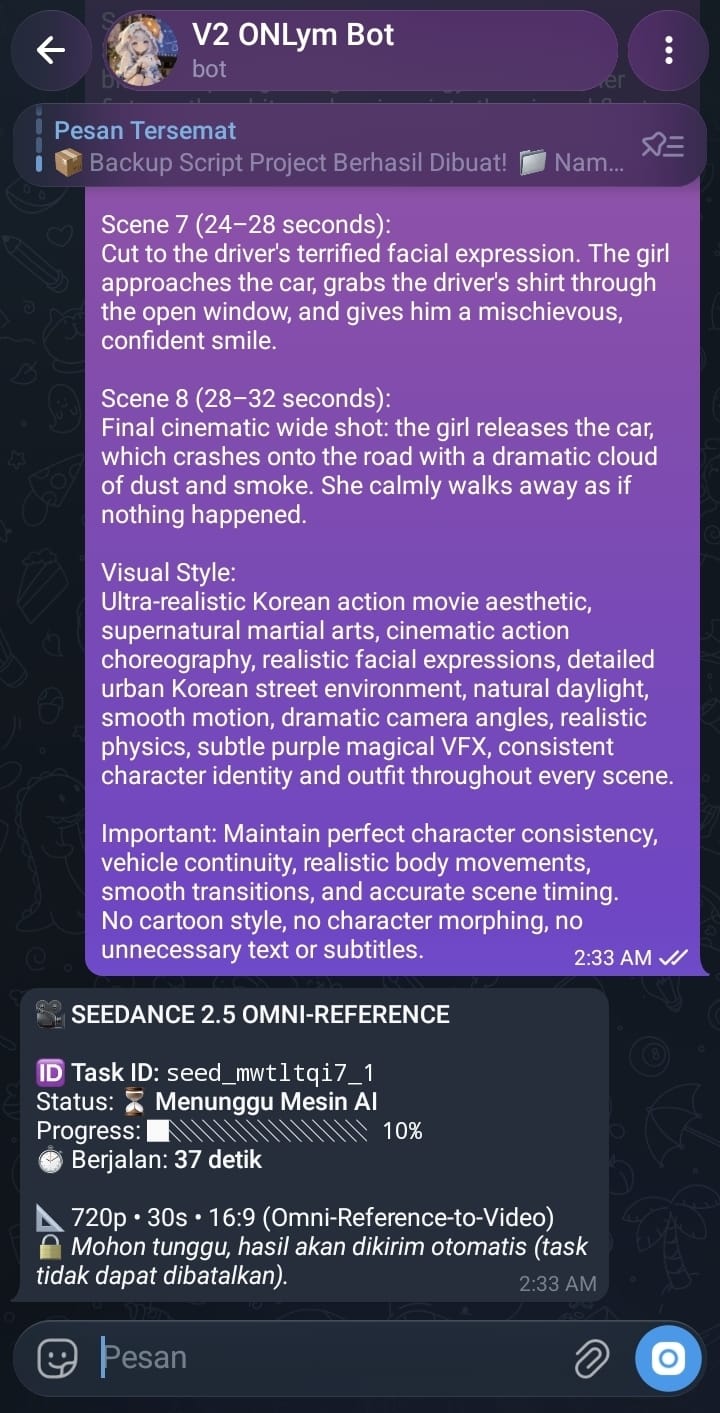 V2 ONLym Bot
bot
Pesan Tersemat
📦 Backup Script Project Berhasil Dibuat! 📁 Nam...
Scene 7 (24–28 seconds):
Cut to the driver's terrified facial expression. The girl
approaches the car, grabs the driver's shirt through
the open window, and gives him a mischievous,
confident smile.
Scene 8 (28–32 seconds):
Final cinematic wide shot: the girl releases the car,
which crashes onto the road with a dramatic cloud
of dust and smoke. She calmly walks away as if
nothing happened.
Visual Style:
Ultra-realistic Korean action movie aesthetic,
supernatural martial arts, cinematic action
choreography, realistic facial expressions, detailed
urban Korean street environment, natural daylight,
smooth motion, dramatic camera angles, realistic
physics, subtle purple magical VFX, consistent
character identity and outfit throughout every scene.
Important: Maintain perfect character consistency,
vehicle continuity, realistic body movements,
smooth transitions, and accurate scene timing.
No cartoon style, no character morphing, no
unnecessary text or subtitles.
2:33 AM
🎥 SEEDANCE 2.5 OMNI-REFERENCE
🆔 Task ID: seed_mwtltqi7_1
Status: ⏳ Menunggu Mesin AI
Progress: 10%
⏱ Berjalan: 37 detik
📐 720p • 30s • 16:9 (Omni-Reference-to-Video)
🔒 Mohon tunggu, hasil akan dikirim otomatis (task
tidak dapat dibatalkan).
2:33 AM
Pesan